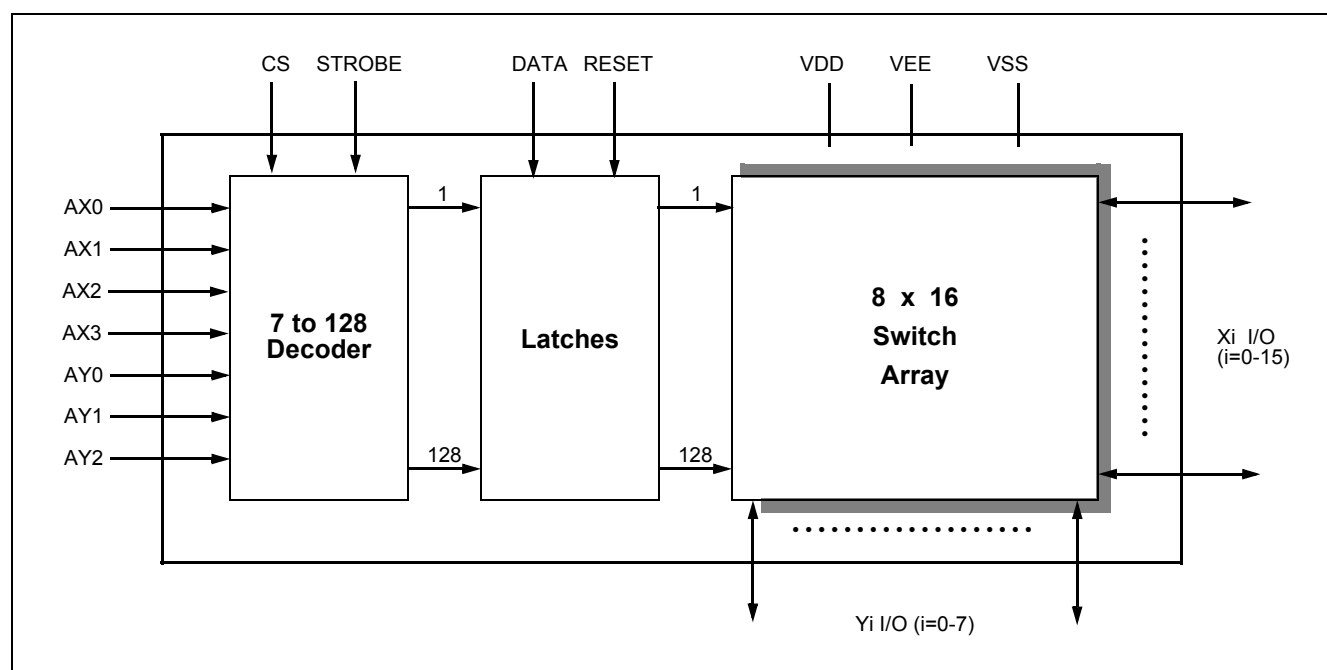 CS STROBE DATA RESET VDD VEE VSS
AX0
AX1
AX2
AX3
AY0
AY1
AY2
7 to 128
Decoder
1
128
Latches
1
128
8 x 16
Switch
Array
Xi I/O
(i=0-15)
Yi I/O (i=0-7)